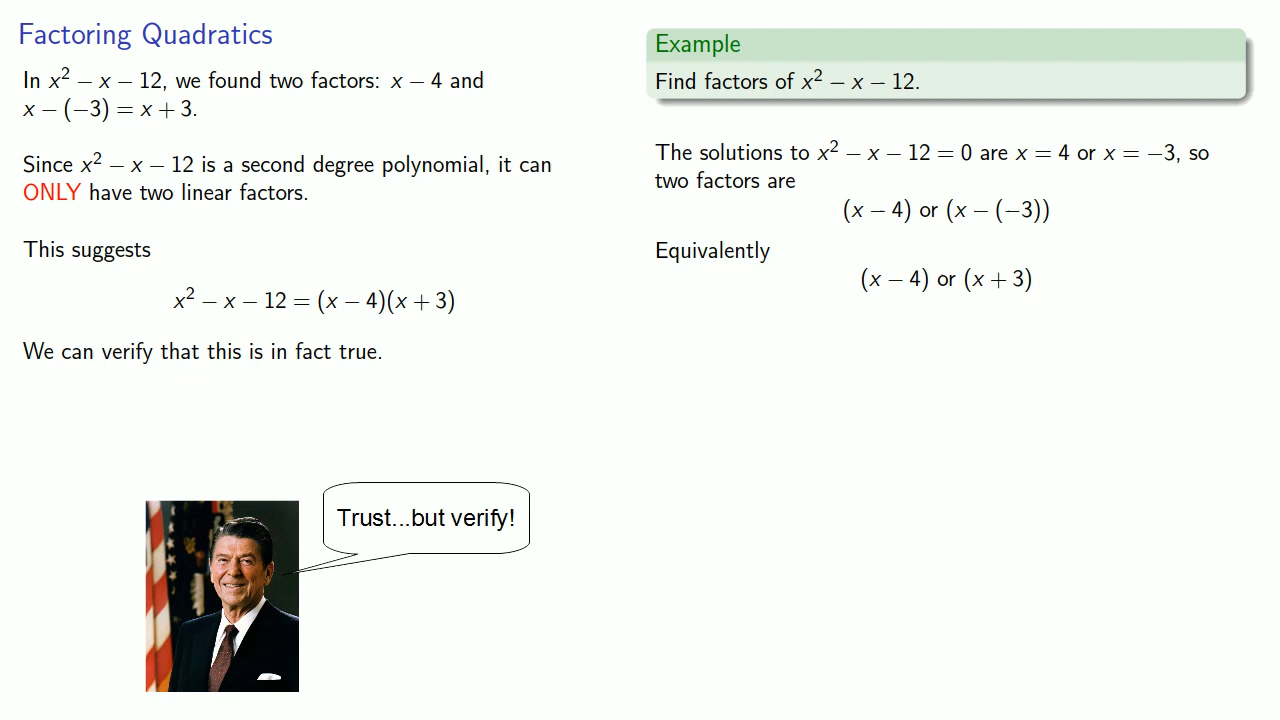 Factoring Quadratics
In x² − x − 12, we found two factors: x − 4 and
x − (−3) = x + 3.
Since x² − x − 12 is a second degree polynomial, it can
ONLY have two linear factors.
This suggests
x² − x − 12 = (x − 4)(x + 3)
We can verify that this is in fact true.
Trust...but verify!
Example
Find factors of x² − x − 12.
The solutions to x² − x − 12 = 0 are x = 4 or x = −3, so
two factors are
(x − 4) or (x − (−3))
Equivalently
(x − 4) or (x + 3)